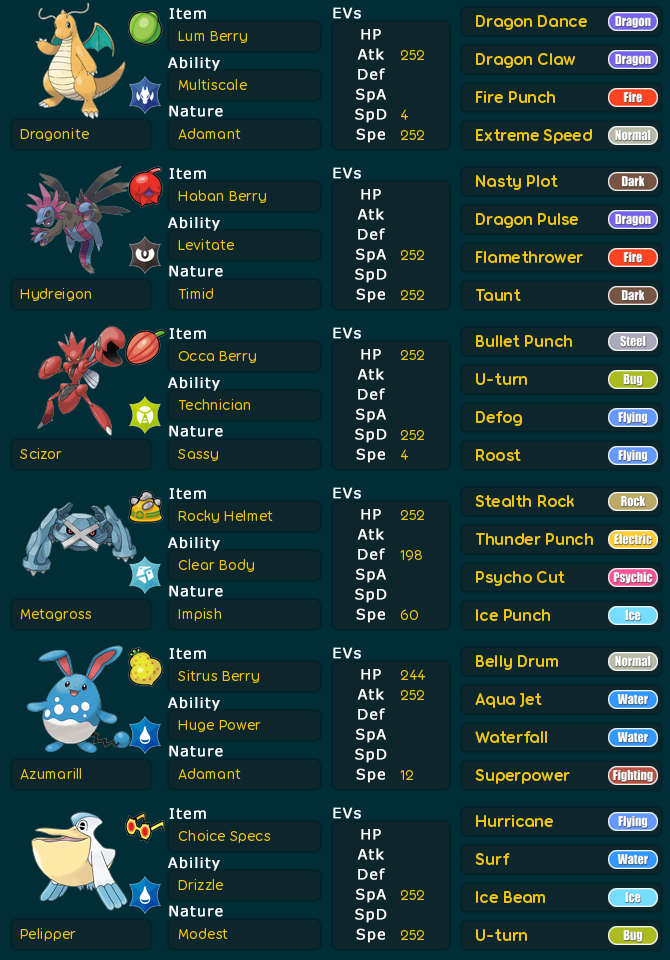 Item
Lum Berry
Ability
Multiscale
Nature
Dragonite
Adamant
EVs
HP
Atk 252
Def
SpA
SpD 4
Spe 252
Dragon Dance Dragon
Dragon Claw Dragon
Fire Punch Fire
Extreme Speed Normal
Item
Haban Berry
Ability
Levitate
Nature
Hydreigon
Timid
EVs
HP
Atk
Def
SpA 252
SpD
Spe 252
Nasty Plot Dark
Dragon Pulse Dragon
Flamethrower Fire
Taunt Dark
Item
Occa Berry
Ability
Technician
Nature
Scizor
Sassy
EVs
HP 252
Atk
Def
SpA
SpD 252
Spe 4
Bullet Punch Steel
U-turn Bug
Defog Flying
Roost Flying
Item
Rocky Helmet
Ability
Clear Body
Nature
Metagross
Impish
EVs
HP 252
Atk
Def 198
SpA
SpD
Spe 60
Stealth Rock Rock
Thunder Punch Electric
Psycho Cut Psychic
Ice Punch Ice
Item
Sitrus Berry
Ability
Huge Power
Nature
Azumarill
Adamant
EVs
HP 244
Atk 252
Def
SpA
SpD
Spe 12
Belly Drum Normal
Aqua Jet Water
Waterfall Water
Superpower Fighting
Item
Choice Specs
Ability
Drizzle
Nature
Pelipper
Modest
EVs
HP
Atk
Def
SpA 252
SpD
Spe 252
Hurricane Flying
Surf Water
Ice Beam Ice
U-turn Bug